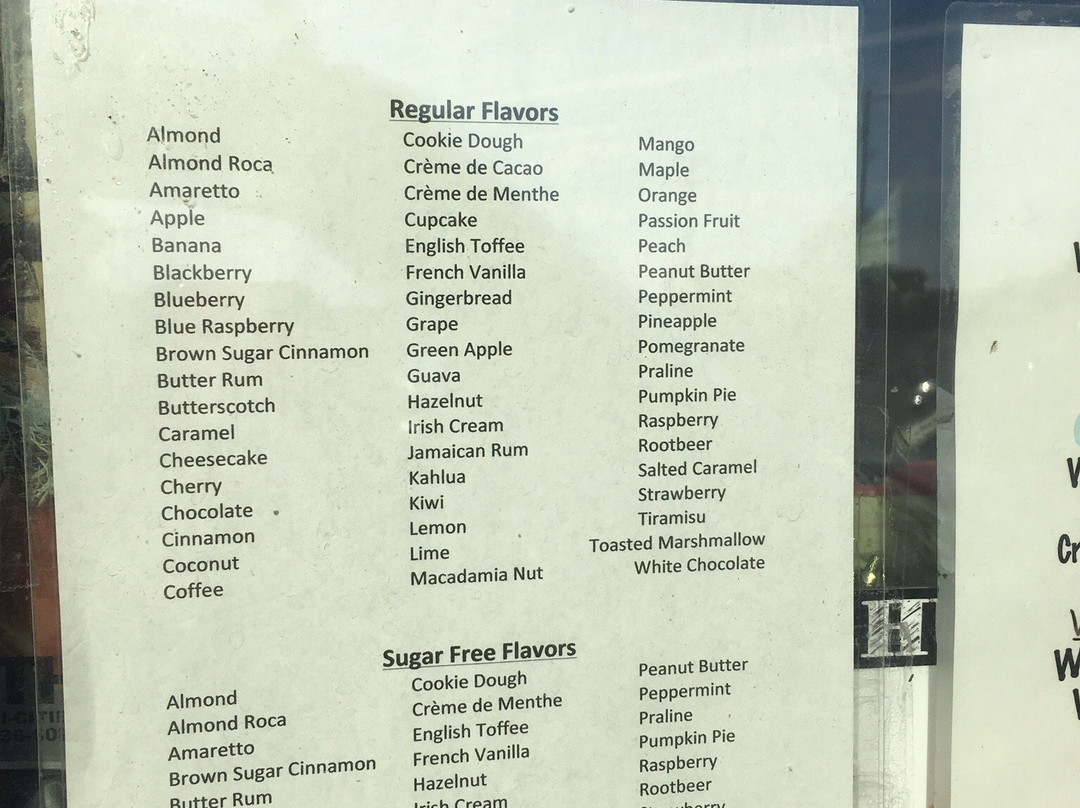 Regular Flavors
Almond
Almond Roca
Amaretto
Apple
Banana
Blackberry
Blueberry
Blue Raspberry
Brown Sugar Cinnamon
Butter Rum
Butterscotch
Caramel
Cheesecake
Cherry
Chocolate
Cinnamon
Coconut
Coffee
Cookie Dough
Crème de Cacao
Crème de Menthe
Cupcake
English Toffee
French Vanilla
Gingerbread
Grape
Green Apple
Guava
Hazelnut
Irish Cream
Jamaican Rum
Kahlua
Kiwi
Lemon
Lime
Macadamia Nut
Mango
Maple
Orange
Passion Fruit
Peach
Peanut Butter
Peppermint
Pineapple
Pomegranate
Praline
Pumpkin Pie
Raspberry
Rootbeer
Salted Caramel
Strawberry
Tiramisu
Toasted Marshmallow
White Chocolate
Sugar Free Flavors
Almond
Almond Roca
Amaretto
Brown Sugar Cinnamon
Butter Rum
Cookie Dough
Crème de Menthe
English Toffee
French Vanilla
Hazelnut
Irish Cream
Peanut Butter
Peppermint
Praline
Pumpkin Pie
Raspberry
Rootbeer
Strawberry
H